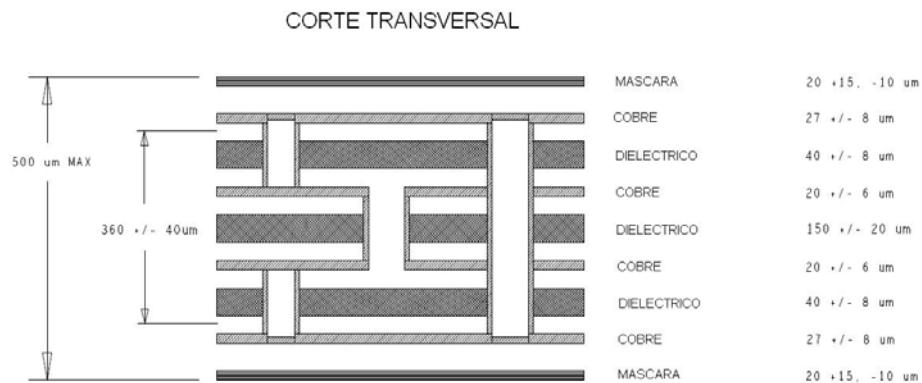 CORTE TRANSVERSAL
MASCARA 20 +15, -10 um
COBRE 27 +/- 8 um
DIELECTRICO 40 +/- 8 um
500 um MAX
COBRE 20 +/- 6 um
360 +/- 40um
DIELECTRICO 150 +/- 20 um
COBRE 20 +/- 6 um
DIELECTRICO 40 +/- 8 um
COBRE 27 +/- 8 um
MASCARA 20 +15, -10 um